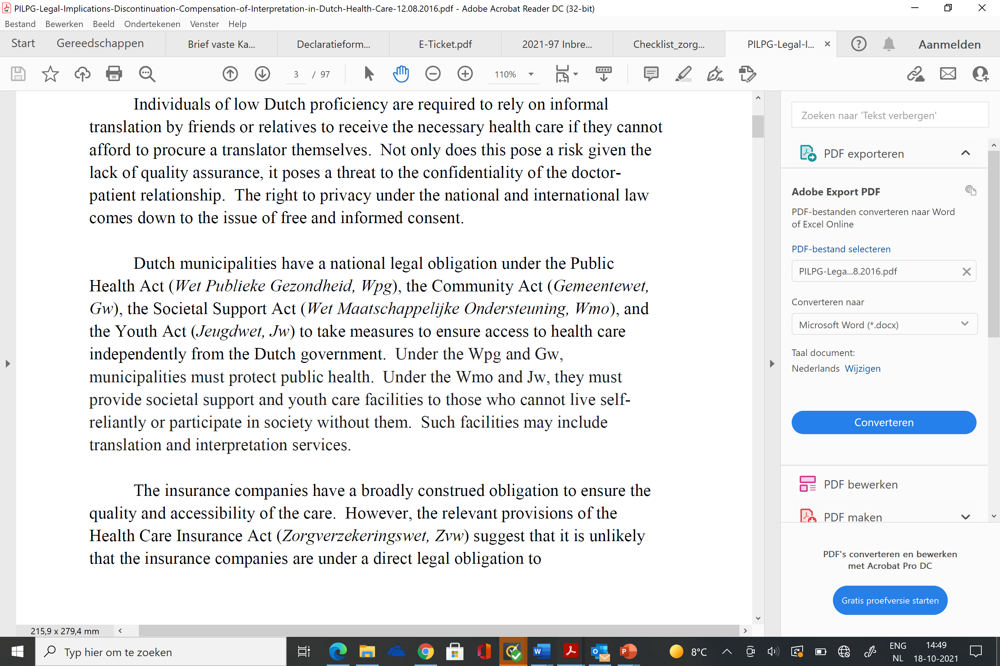 PILPG-Legal-Implications-Discontinuation-Compensation-of-Interpretation-in-Dutch-Health-Care-12.08.2016.pdf - Adobe Acrobat Reader DC (32-bit)
Bestand Bewerken Beeld Ondertekenen Venster Help
Start Gereedschappen Brief vaste Ka... Declaratieform... E-Ticket.pdf 2021-97 Inbre... Checklist_zorg... PILPG-Legal-I... Aanmelden
3 / 97 110%
Individuals of low Dutch proficiency are required to rely on informal
translation by friends or relatives to receive the necessary health care if they cannot
afford to procure a translator themselves. Not only does this pose a risk given the
lack of quality assurance, it poses a threat to the confidentiality of the doctor-
patient relationship. The right to privacy under the national and international law
comes down to the issue of free and informed consent.
Dutch municipalities have a national legal obligation under the Public
Health Act (Wet Publieke Gezondheid, Wpg), the Community Act (Gemeentewet,
Gw), the Societal Support Act (Wet Maatschappelijke Ondersteuning, Wmo), and
the Youth Act (Jeugdwet, Jw) to take measures to ensure access to health care
independently from the Dutch government. Under the Wpg and Gw,
municipalities must protect public health. Under the Wmo and Jw, they must
provide societal support and youth care facilities to those who cannot live self-
reliantly or participate in society without them. Such facilities may include
translation and interpretation services.
The insurance companies have a broadly construed obligation to ensure the
quality and accessibility of the care. However, the relevant provisions of the
Health Care Insurance Act (Zorgverzekeringswet, Zvw) suggest that it is unlikely
that the insurance companies are under a direct legal obligation to
215,9 x 279,4 mm
Zoeken naar 'Tekst verbergen'
PDF exporteren
Adobe Export PDF
PDF-bestanden converteren naar Word
of Excel Online
PDF-bestand selecteren
PILPG-Lega...8.2016.pdf
Converteren naar
Microsoft Word (*.docx)
Taal document:
Nederlands Wijzigen
Converteren
PDF bewerken
PDF maken
PDF's converteren en bewerken
met Acrobat Pro DC
Gratis proefversie starten
Typ hier om te zoeken
8°C
ENG
NL
14:49
18-10-2021